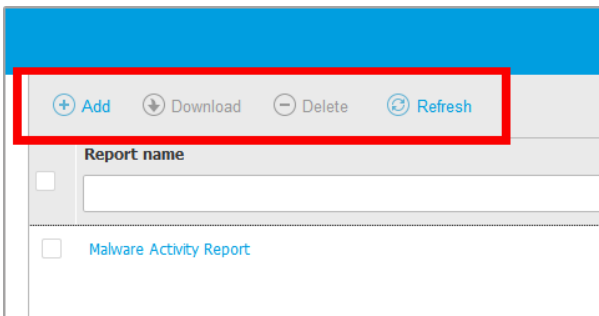 Add Download Delete Refresh
Report name
Malware Activity Report